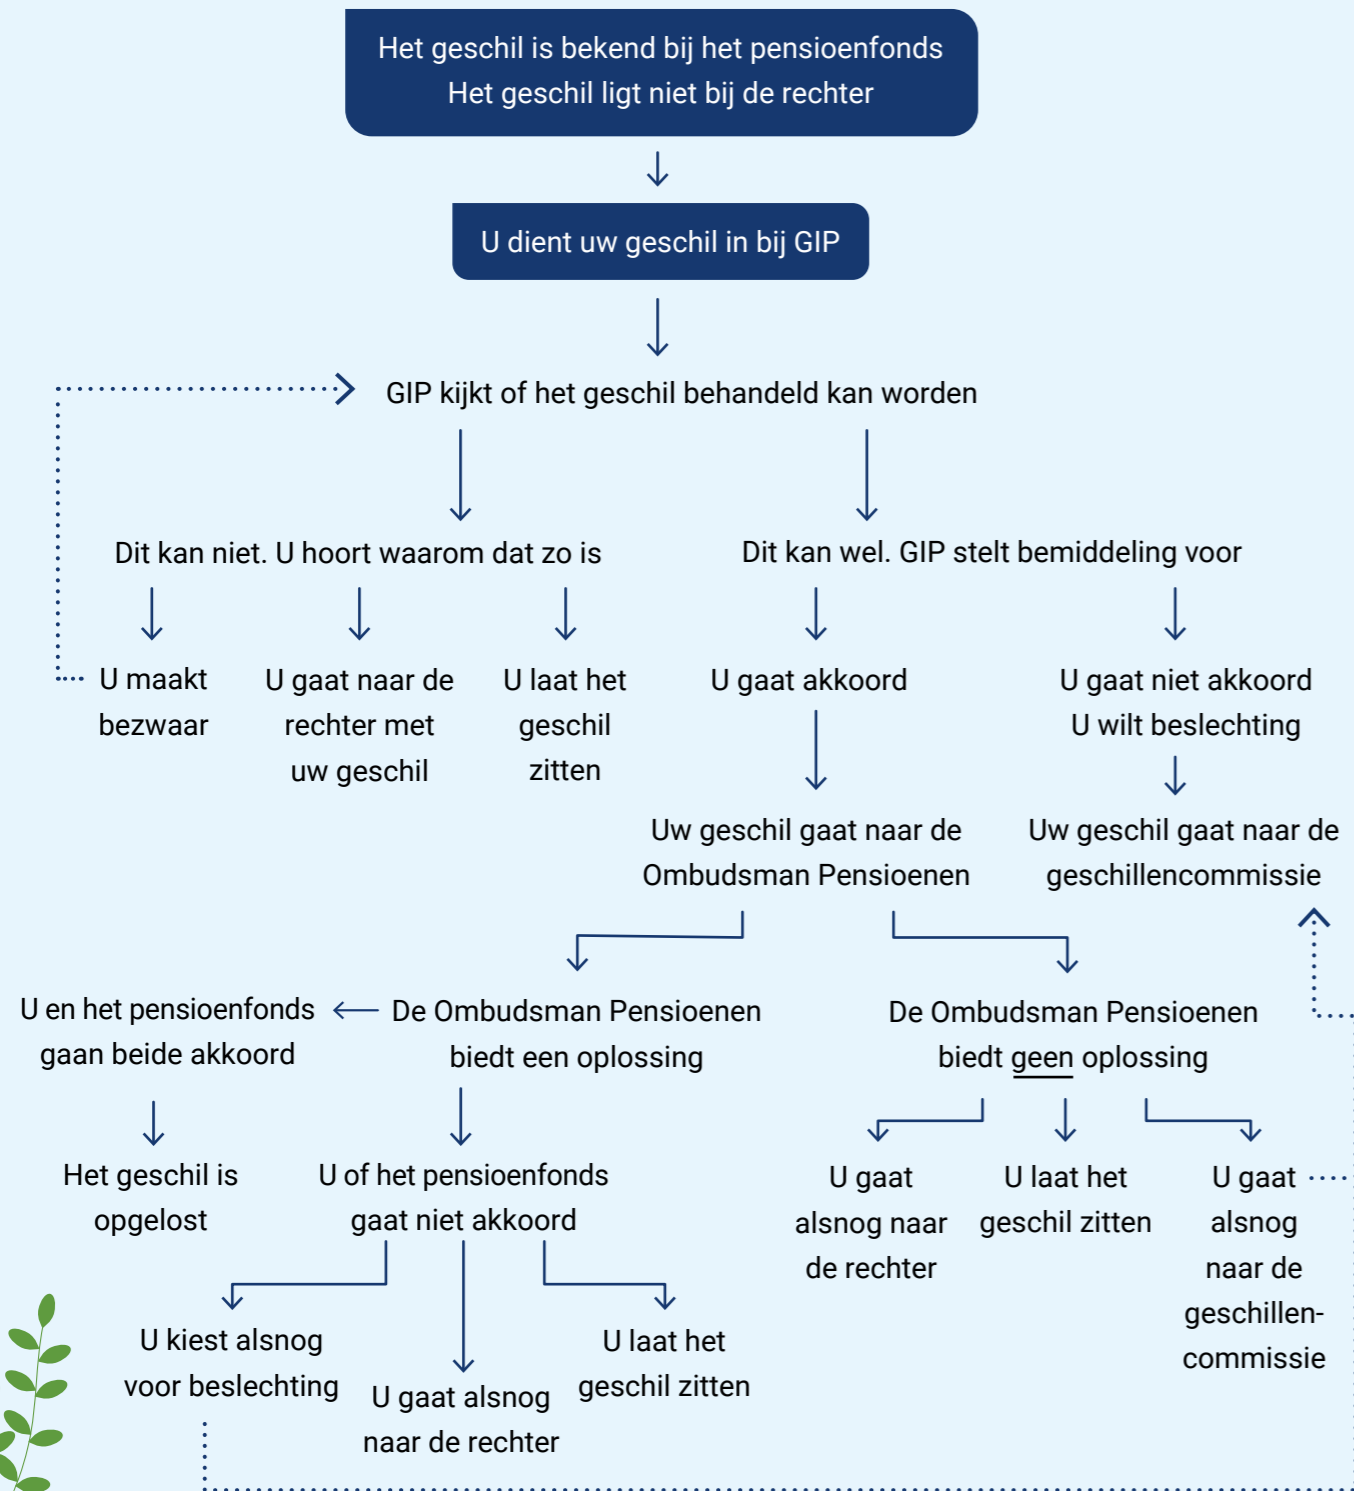 Het geschil is bekend bij het pensioenfonds
Het geschil ligt niet bij de rechter
U dient uw geschil in bij GIP
GIP kijkt of het geschil behandeld kan worden
Dit kan niet. U hoort waarom dat zo is
Dit kan wel. GIP stelt bemiddeling voor
U maakt
bezwaar
U gaat naar de
rechter met
uw geschil
U laat het
geschil
zitten
U gaat akkoord
U gaat niet akkoord
U wilt beslechting
Uw geschil gaat naar de
Ombudsman Pensioenen
Uw geschil gaat naar de
geschillencommissie
U en het pensioenfonds
gaan beide akkoord
De Ombudsman Pensioenen
biedt een oplossing
De Ombudsman Pensioenen
biedt geen oplossing
Het geschil is
opgelost
U of het pensioenfonds
gaat niet akkoord
U gaat
alsnog naar
de rechter
U laat het
geschil zitten
U gaat
alsnog
naar de
geschillen-
commissie
U kiest alsnog
voor beslechting
U gaat alsnog
naar de rechter
U laat het
geschil zitten